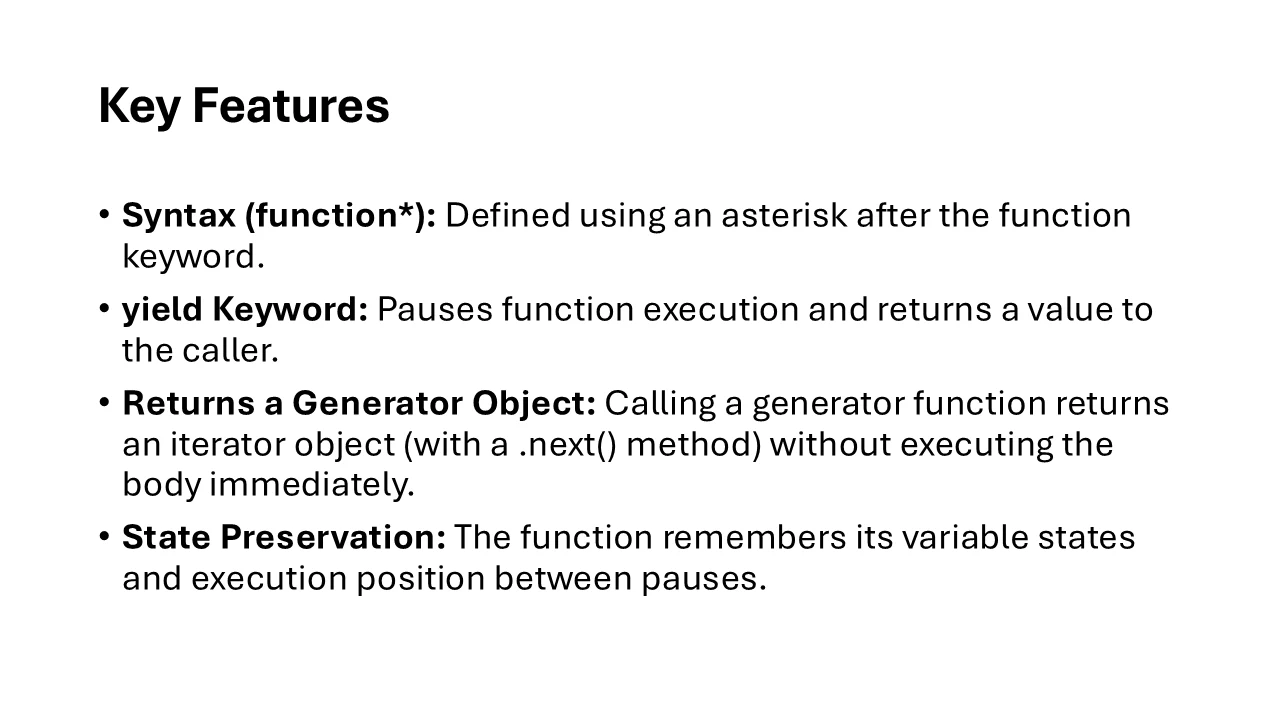 Key Features
• Syntax (function*): Defined using an asterisk after the function
keyword.
• yield Keyword: Pauses function execution and returns a value to
the caller.
• Returns a Generator Object: Calling a generator function returns
an iterator object (with a .next() method) without executing the
body immediately.
• State Preservation: The function remembers its variable states
and execution position between pauses.